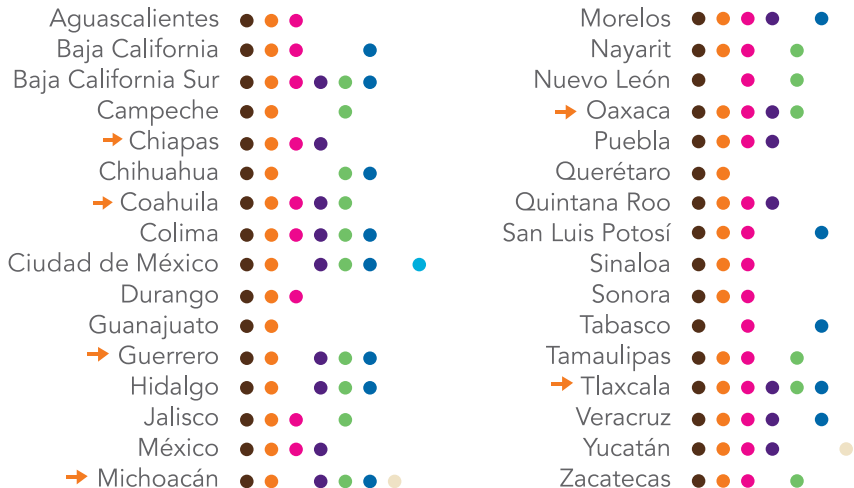 Aguascalientes
Baja California
Baja California Sur
Campeche
Chiapas
Chihuahua
Coahuila
Colima
Ciudad de México
Durango
Guanajuato
Guerrero
Hidalgo
Jalisco
México
Michoacán
Morelos
Nayarit
Nuevo León
Oaxaca
Puebla
Querétaro
Quintana Roo
San Luis Potosí
Sinaloa
Sonora
Tabasco
Tamaulipas
Tlaxcala
Veracruz
Yucatán
Zacatecas